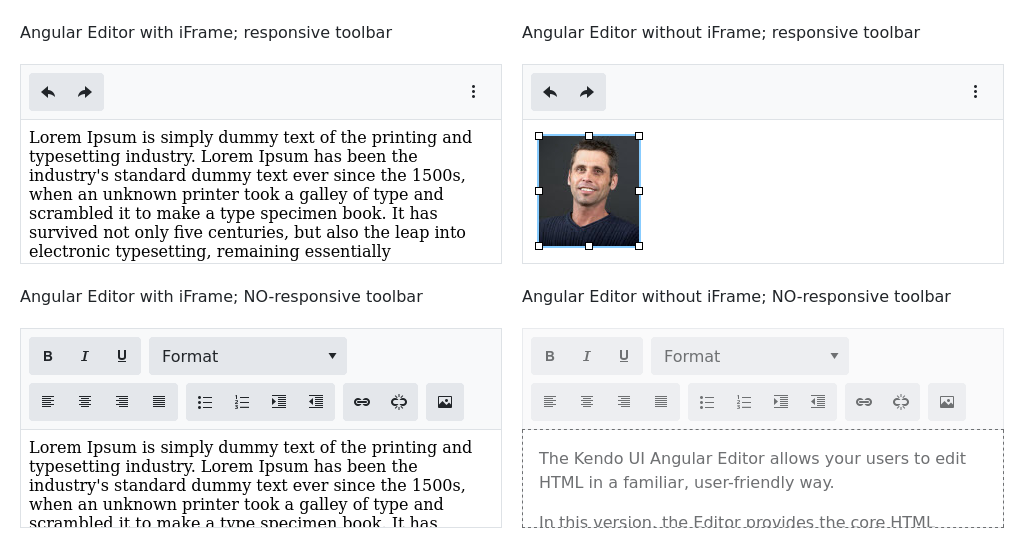 Angular Editor with iFrame; responsive toolbar
Lorem Ipsum is simply dummy text of the printing and
typesetting industry. Lorem Ipsum has been the
industry's standard dummy text ever since the 1500s,
when an unknown printer took a galley of type and
scrambled it to make a type specimen book. It has
survived not only five centuries, but also the leap into
electronic typesetting, remaining essentially
Angular Editor without iFrame; responsive toolbar
Angular Editor with iFrame; NO-responsive toolbar
B I U Format
Lorem Ipsum is simply dummy text of the printing and
typesetting industry. Lorem Ipsum has been the
industry's standard dummy text ever since the 1500s,
when an unknown printer took a galley of type and
scrambled it to make a type specimen book. It has
Angular Editor without iFrame; NO-responsive toolbar
B I U Format
The Kendo UI Angular Editor allows your users to edit
HTML in a familiar, user-friendly way.
In this version, the Editor provides the core HTML